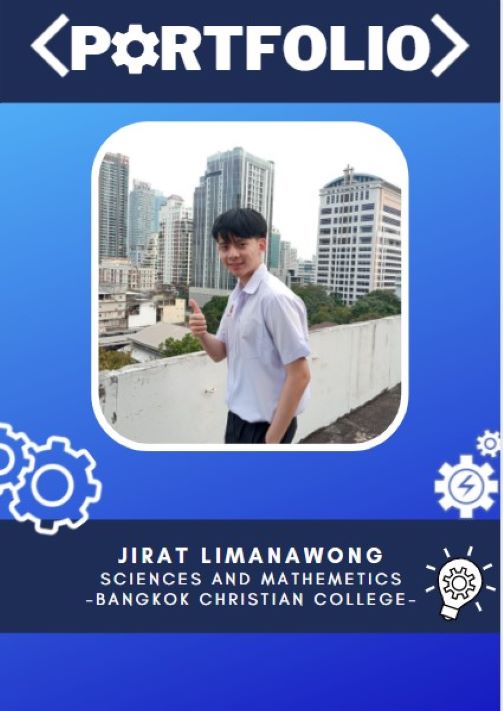 <PORTFOLIO>
JIRAT LIMANAWONG
SCIENCES AND MATHEMETICS
-BANGKOK CHRISTIAN COLLEGE-